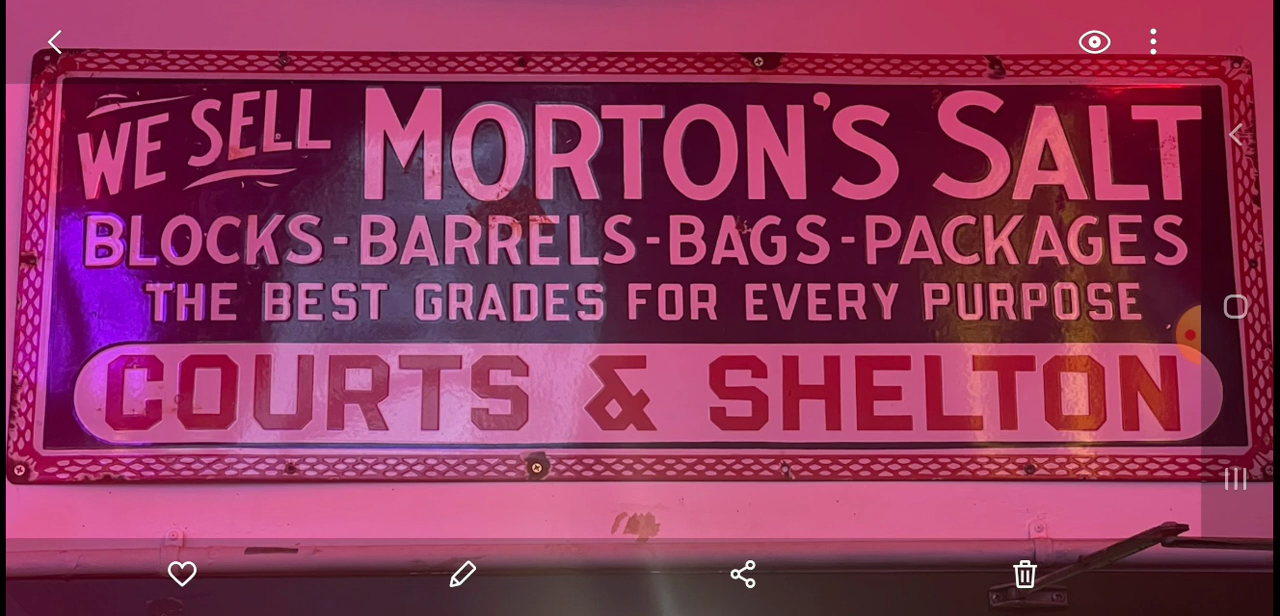 WE SELL MORTON'S SALT
BLOCKS-BARRELS-BAGS-PACKAGES
THE BEST GRADES FOR EVERY PURPOSE
COURTS & SHELTON